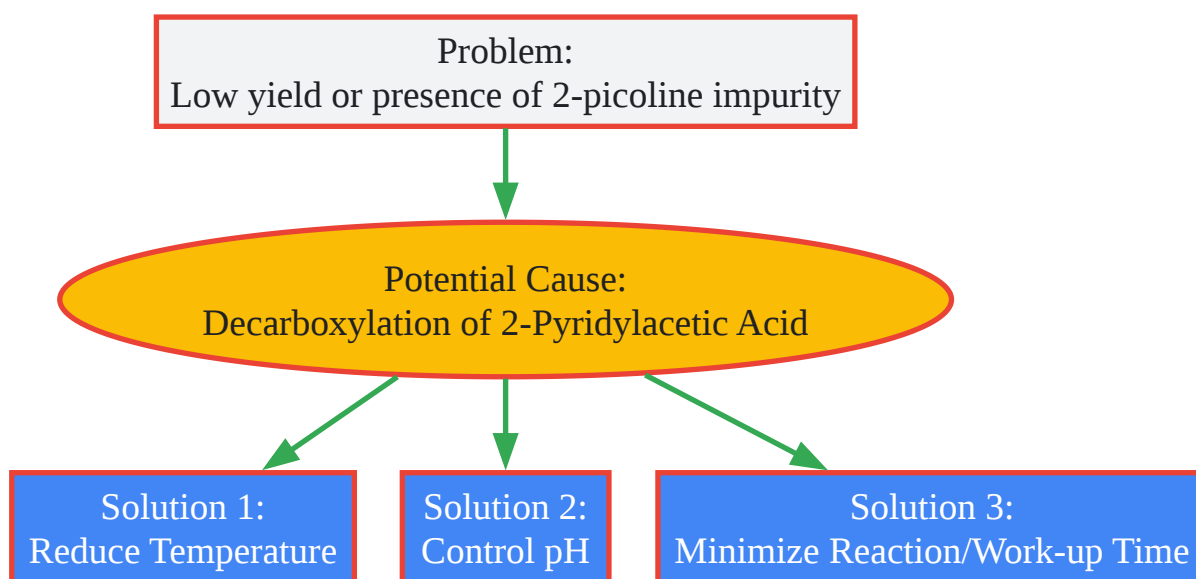 Problem:
Low yield or presence of 2-picoline impurity
Potential Cause:
Decarboxylation of 2-Pyridylacetic Acid
Solution 1:
Reduce Temperature
Solution 2:
Control pH
Solution 3:
Minimize Reaction/Work-up Time